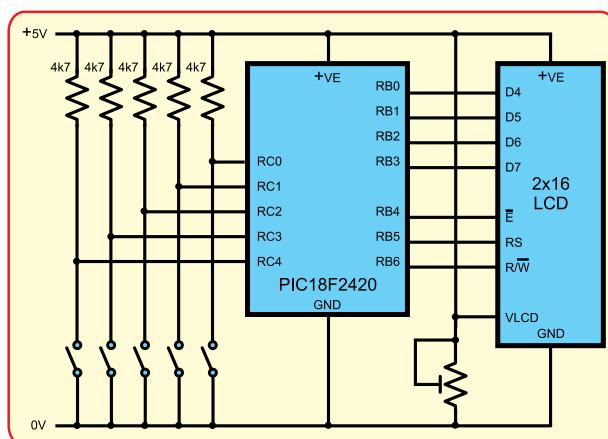 +5V
4k7 4k7 4k7 4k7 4k7
+VE
RB0
RB1
RB2
RB3
RB4
RB5
RB6
RC0
RC1
RC2
RC3
RC4
PIC18F2420
GND
+VE
D4
D5
D6
D7
2x16
LCD
E̅
RS
R/W̅
VLCD
GND
0V